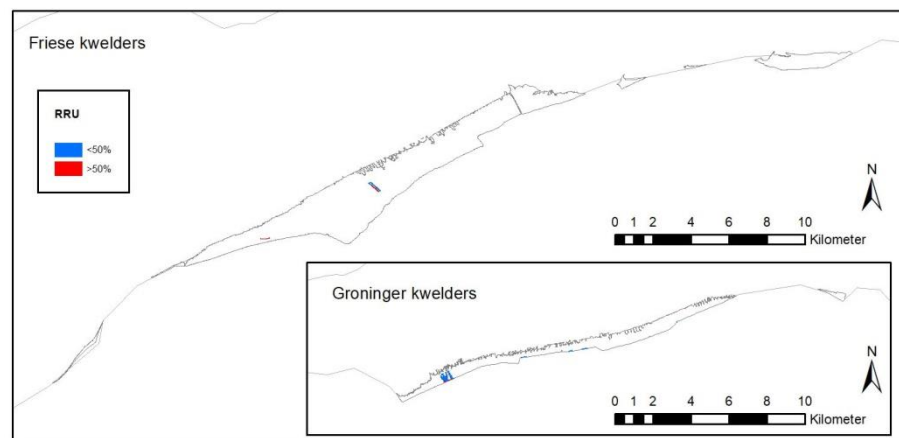 Friese kwelders
RRU
<50%
>50%
N
0 1 2 4 6 8 10
Kilometer
Groninger kwelders
N
0 1 2 4 6 8 10
Kilometer